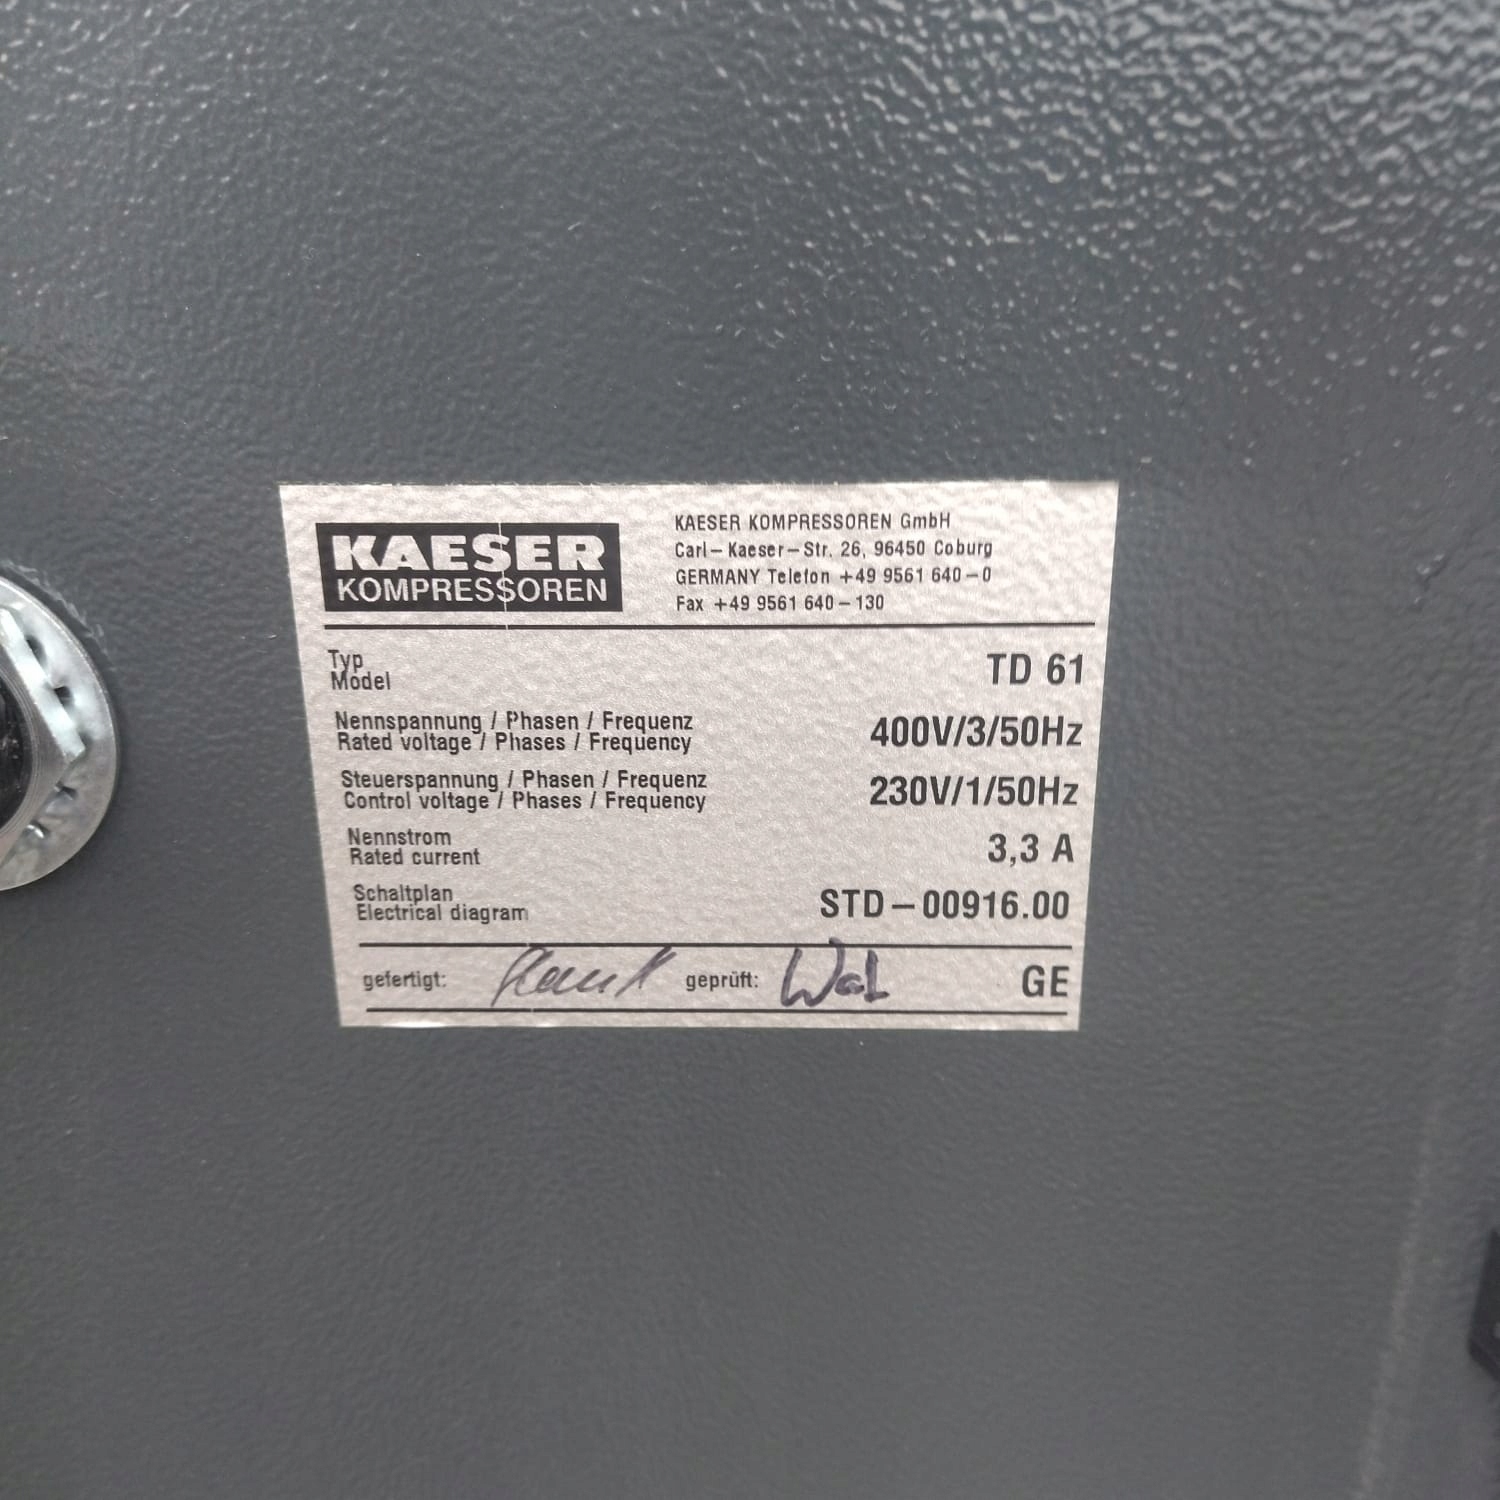 KAESER
KOMPRESSOREN
KAESER KOMPRESSOREN GmbH
Carl-Kaeser-Str. 26, 96450 Coburg
GERMANY Telefon +49 9561 640-0
Fax +49 9561 640-130
Typ
Model
TD 61
Nennspannung / Phasen / Frequenz
Rated voltage / Phases / Frequency
400V/3/50Hz
Steuerspannung / Phasen / Frequenz
Control voltage / Phases / Frequency
230V/1/50Hz
Nennstrom
Rated current
3,3 A
Schaltplan
Electrical diagram
STD-00916.00
gefertigt: geprüft: GE